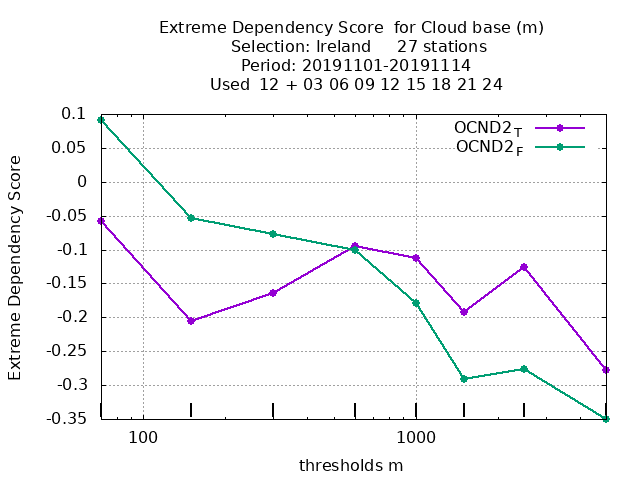 Extreme Dependency Score  for Cloud base (m)
Selection: Ireland     27 stations
Period: 20191101-20191114
Used  12 + 03 06 09 12 15 18 21 24
OCND2T
OCND2F
0.1
0.05
0
-0.05
-0.1
-0.15
-0.2
-0.25
-0.3
-0.35
Extreme Dependency Score
100
1000
thresholds m